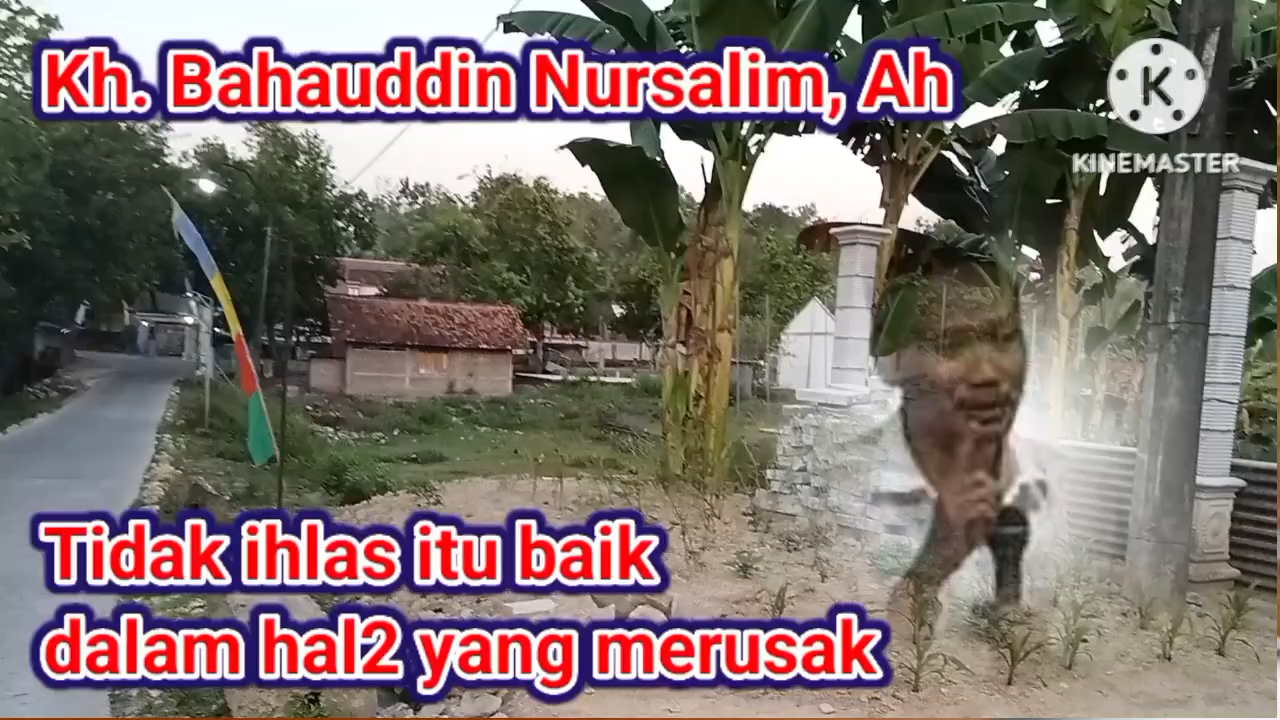 Kh. Bahauddin Nursalim, Ah
K
KINEMASTER
Tidak ihlas itu baik
dalam hal2 yang merusak